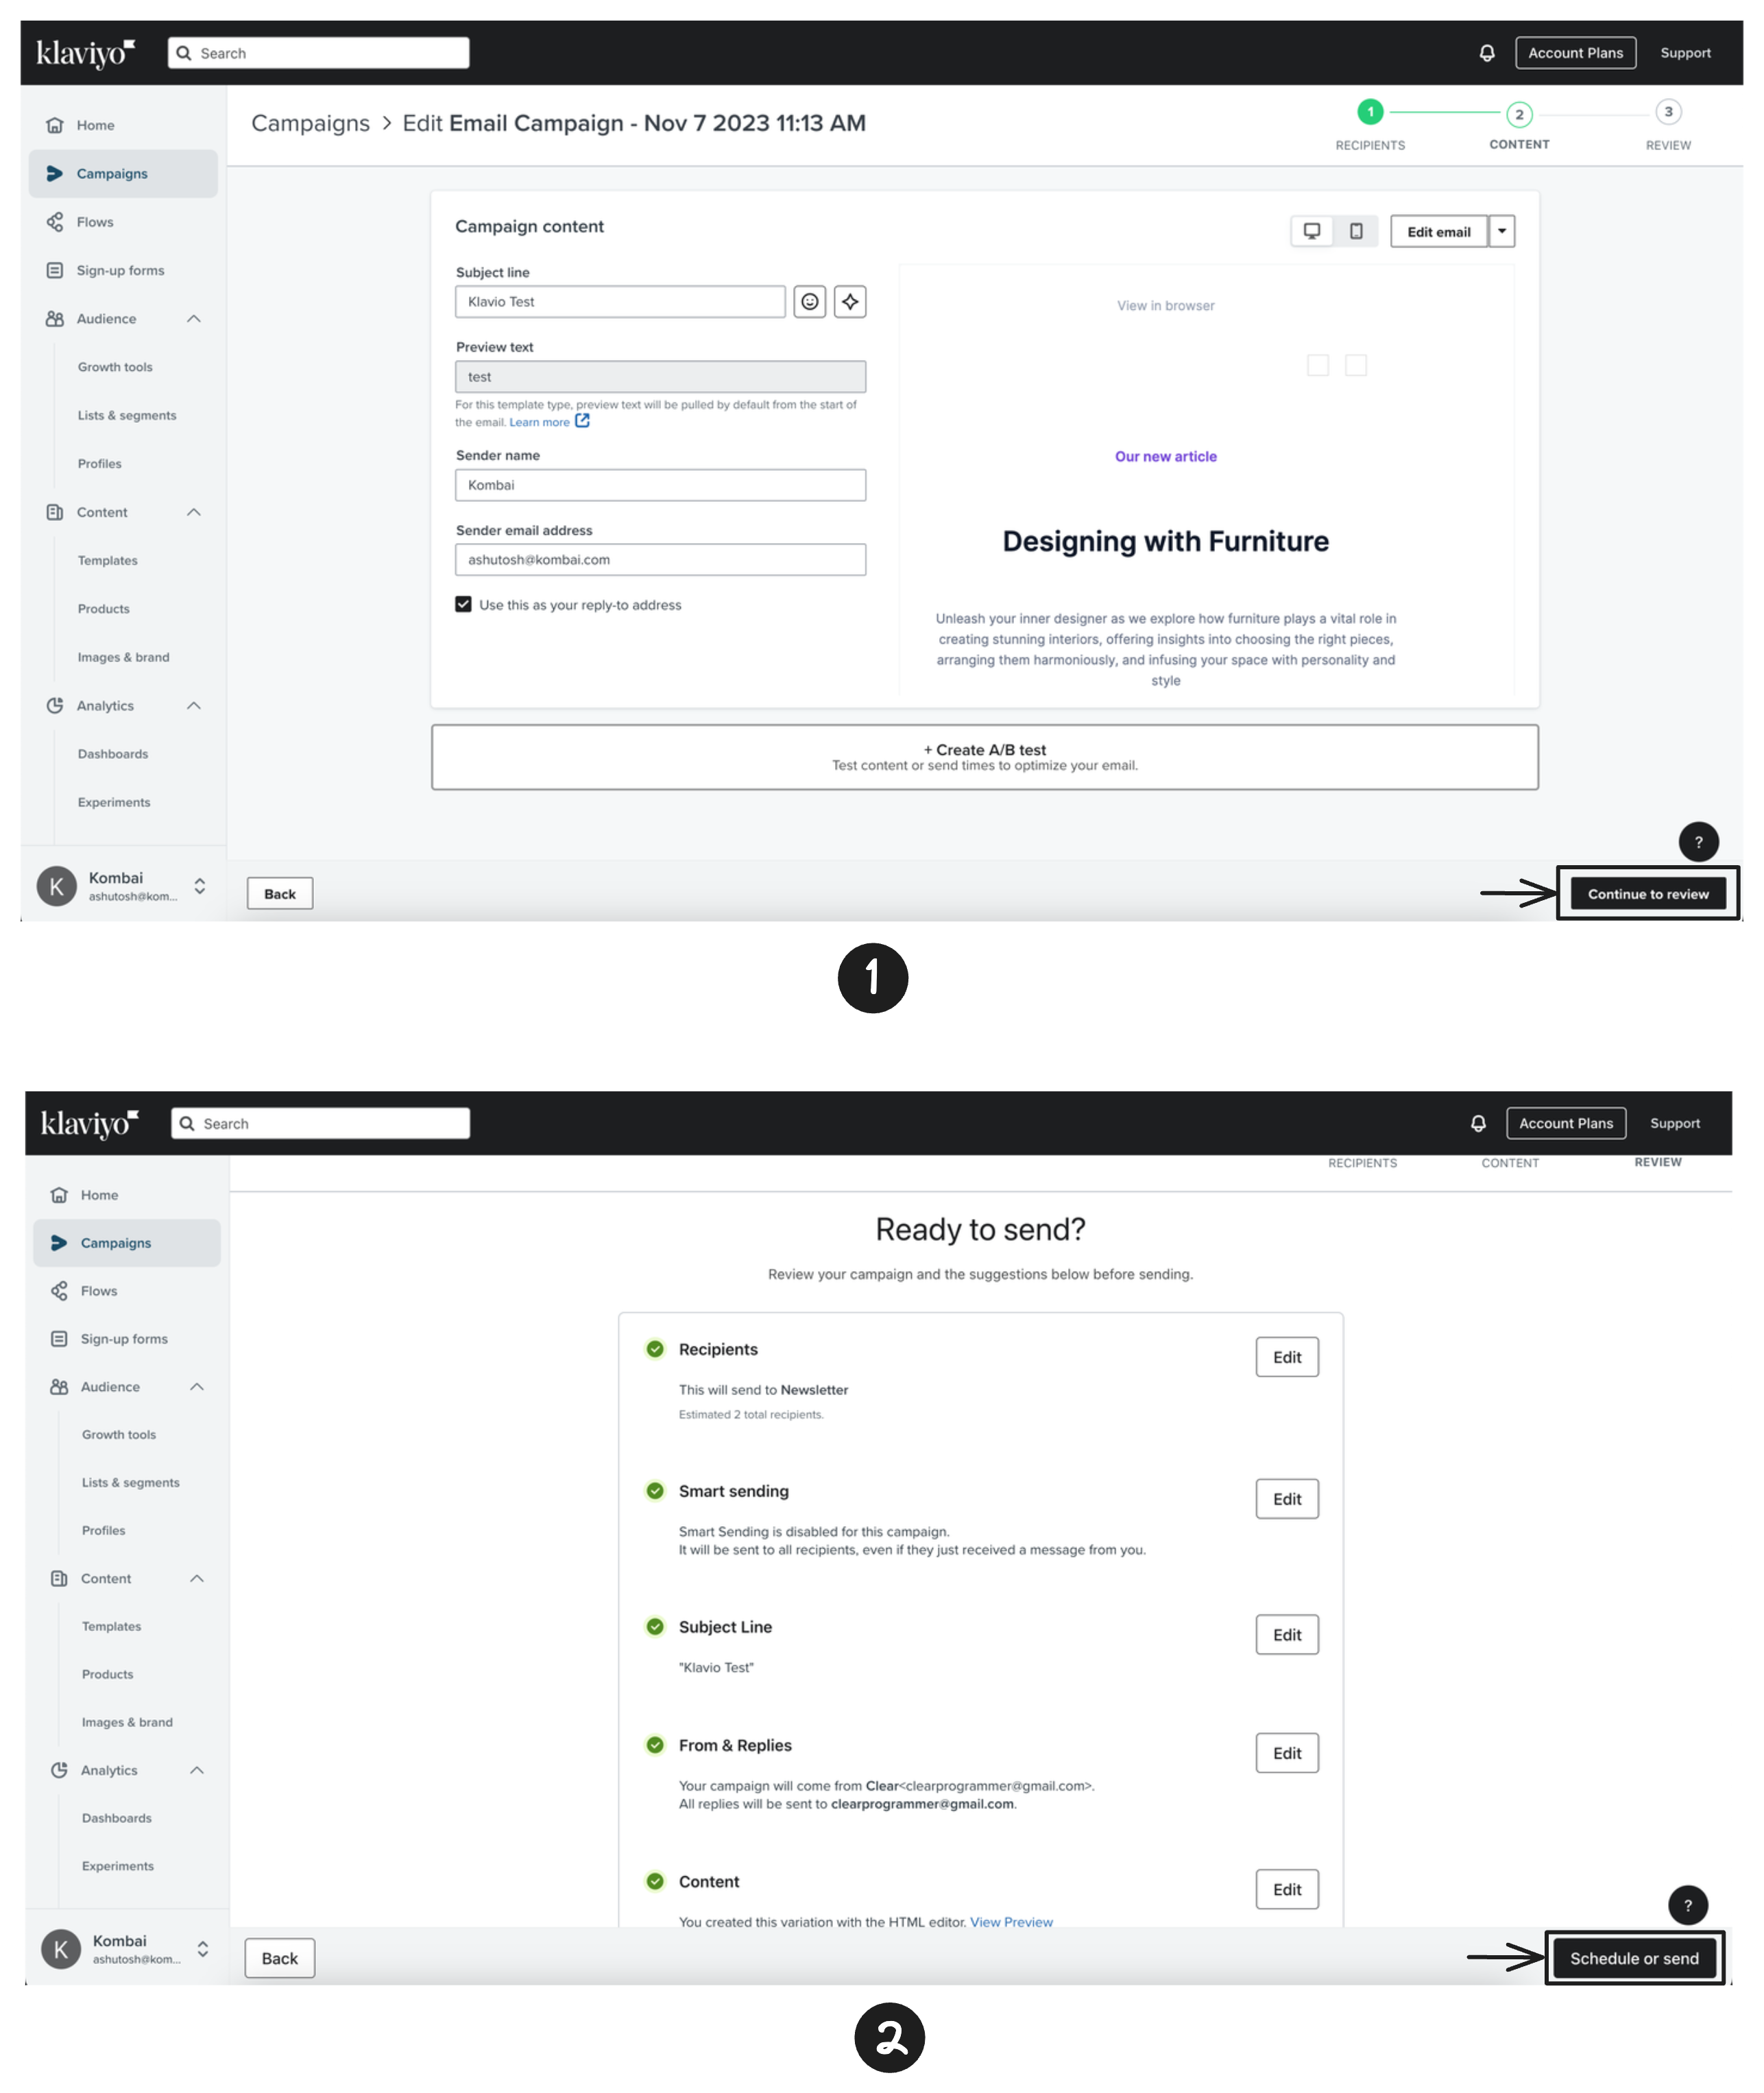 klaviyo
Search
Account Plans
Support
Home
Campaigns
Flows
Sign-up forms
Audience
Growth tools
Lists & segments
Profiles
Content
Templates
Products
Images & brand
Analytics
Dashboards
Experiments
K
Kombai
ashutosh@kom...
Campaigns > Edit Email Campaign - Nov 7 2023 11:13 AM
1
RECIPIENTS
2
CONTENT
3
REVIEW
Campaign content
Edit email
Subject line
Klavio Test
Preview text
test
For this template type, preview text will be pulled by default from the start of
the email. Learn more
Sender name
Kombai
Sender email address
ashutosh@kombai.com
Use this as your reply-to address
View in browser
Our new article
Designing with Furniture
Unleash your inner designer as we explore how furniture plays a vital role in
creating stunning interiors, offering insights into choosing the right pieces,
arranging them harmoniously, and infusing your space with personality and
style
+ Create A/B test
Test content or send times to optimize your email.
?
Back
Continue to review
1
klaviyo
Search
Account Plans
Support
Home
Campaigns
Flows
Sign-up forms
Audience
Growth tools
Lists & segments
Profiles
Content
Templates
Products
Images & brand
Analytics
Dashboards
Experiments
K
Kombai
ashutosh@kom...
RECIPIENTS
CONTENT
REVIEW
Ready to send?
Review your campaign and the suggestions below before sending.
Recipients
Edit
This will send to Newsletter
Estimated 2 total recipients.
Smart sending
Edit
Smart Sending is disabled for this campaign.
It will be sent to all recipients, even if they just received a message from you.
Subject Line
Edit
"Klavio Test"
From & Replies
Edit
Your campaign will come from Clear<clearprogrammer@gmail.com>.
All replies will be sent to clearprogrammer@gmail.com.
Content
Edit
You created this variation with the HTML editor. View Preview
?
Back
Schedule or send
2